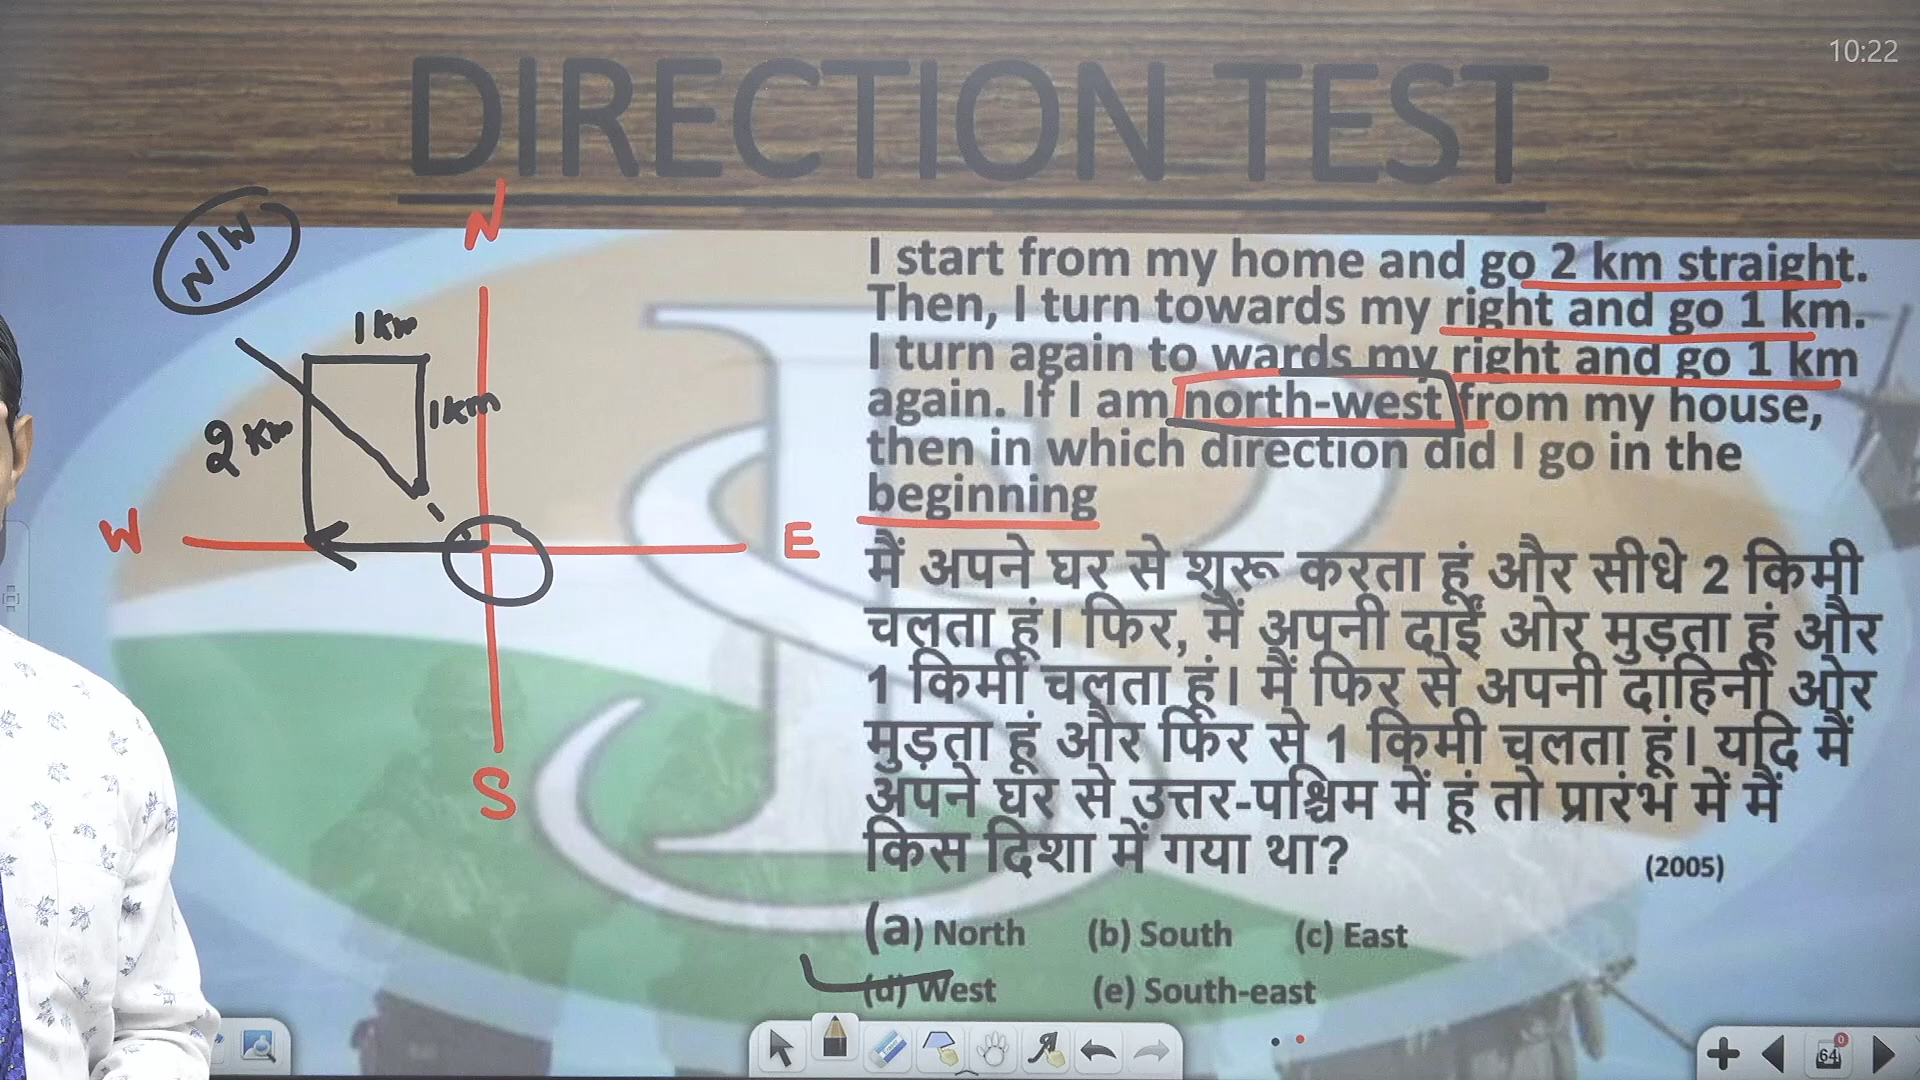 10:22
DIRECTION TEST
N/W
N
1 Km
2 Km
1 Km
W
E
S
I start from my home and go 2 km straight.
Then, I turn towards my right and go 1 km.
I turn again to wards my right and go 1 km
again. If I am north-west from my house,
then in which direction did I go in the
beginning
मैं अपने घर से शुरू करता हूं और सीधे 2 किमी
चलता हूं। फिर, मैं अपनी दाईं ओर मुड़ता हूं और
1 किमी चलता हूं। मैं फिर से अपनी दाहिनी ओर
मुड़ता हूं और फिर से 1 किमी चलता हूं। यदि मैं
अपने घर से उत्तर-पश्चिम में हूं तो प्रारंभ में मैं
किस दिशा में गया था?
(2005)
(a) North (b) South (c) East
(d) West (e) South-east
64
0